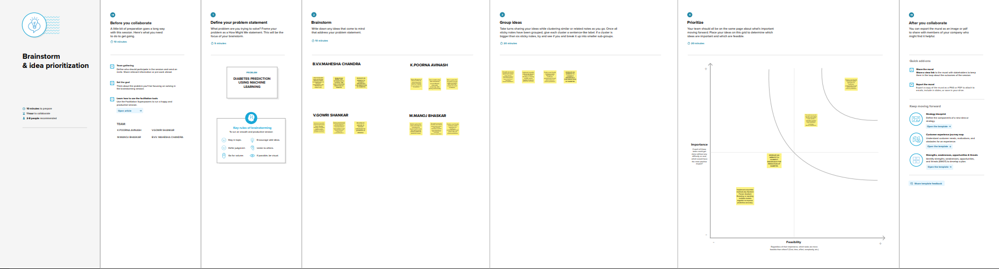 Brainstorm
& idea prioritization
10 minutes to prepare
1 hour to collaborate
2-8 people recommended
Before you collaborate
A little bit of preparation goes a long way
with this session. Here's what you need
to do to get going.
10 minutes
Team gathering
Define who should participate in the session and send an
invite. Share relevant information or pre-work ahead.
Set the goal
Think about the problem you'll be focusing on solving in
the brainstorming session.
Learn how to use the facilitation tools
Use the Facilitation Superpowers to run a happy and
productive session.
Open article
TEAM:
K.POORNA AVINASH
V.GOWRI SHANKAR
M.MANOJ BHASKAR
B.V.V. MAHESHA CHANDRA
1
Define your problem statement
What problem are you trying to solve? Frame your
problem as a How Might We statement. This will be the
focus of your brainstorm.
5 minutes
PROBLEM
DIABETES PREDICTION
USING MACHINE
LEARNING
Key rules of brainstorming
To run an smooth and productive session
Stay in topic.
Encourage wild ideas.
Defer judgment.
Listen to others.
Go for volume.
If possible, be visual.
2
Brainstorm
Write down any ideas that come to mind
that address your problem statement.
10 minutes
B.V.V.MAHESHA CHANDRA
K.POORNA AVINASH
V.GOWRI SHANKAR
M.MANOJ BHASKAR
3
Group ideas
Take turns sharing your ideas while clustering similar or related notes as you go. Once all
sticky notes have been grouped, give each cluster a sentence-like label. If a cluster is
bigger than six sticky notes, try and see if you and break it up into smaller sub-groups.
20 minutes
4
Prioritize
Your team should all be on the same page about what's important
moving forward. Place your ideas on this grid to determine which
ideas are important and which are feasible.
20 minutes
Importance
If each of these
tasks could get
done without any
difficulty or cost,
which would have
the most positive
impact?
DEVELOP AN
WEBSITE TO
CONNECT
INDIVIDUALS FOR
PREDICTION OF
DIABETES
Implement ensemble
methods like Random
Forest, Gradient
Boosting, or stacking
multiple models
together to improve
prediction accuracy.
Feasibility
Regardless of their importance, which tasks are more
feasible than others? (Cost, time, effort, complexity, etc.)
After you collaborate
You can export the mural as an image or pdf
to share with members of your company who
might find it helpful.
Quick add-ons
Share the mural
Share a view link to the mural with stakeholders to keep
them in the loop about the outcomes of the session.
Export the mural
Export a copy of the mural as a PNG or PDF to attach to
emails, include in slides, or save in your drive.
Keep moving forward
Strategy blueprint
Define the components of a new idea or
strategy.
Open the template
Customer experience journey map
Understand customer needs, motivations, and
obstacles for an experience.
Open the template
Strengths, weaknesses, opportunities & threats
Identify strengths, weaknesses, opportunities,
and threats (SWOT) to develop a plan.
Open the template
Share template feedback